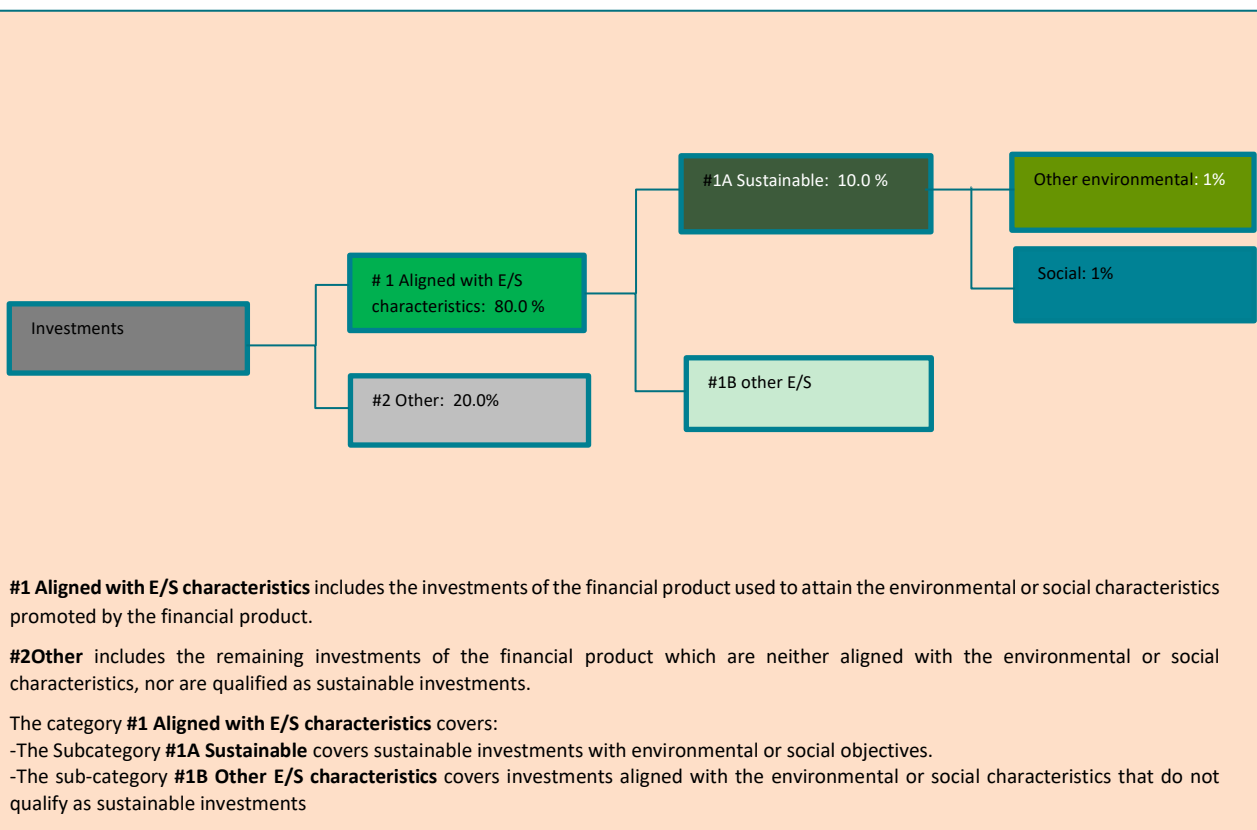 Investments
# 1 Aligned with E/S
characteristics:  80.0 %
#2 Other:  20.0%
#1A Sustainable:  10.0 %
#1B other E/S
Other environmental: 1%
Social: 1%
#1 Aligned with E/S characteristics includes the investments of the financial product used to attain the environmental or social characteristics
promoted by the financial product.
#2Other includes the remaining investments of the financial product which are neither aligned with the environmental or social
characteristics, nor are qualified as sustainable investments.
The category #1 Aligned with E/S characteristics covers:
-The Subcategory #1A Sustainable covers sustainable investments with environmental or social objectives.
-The sub-category #1B Other E/S characteristics covers investments aligned with the environmental or social characteristics that do not
qualify as sustainable investments